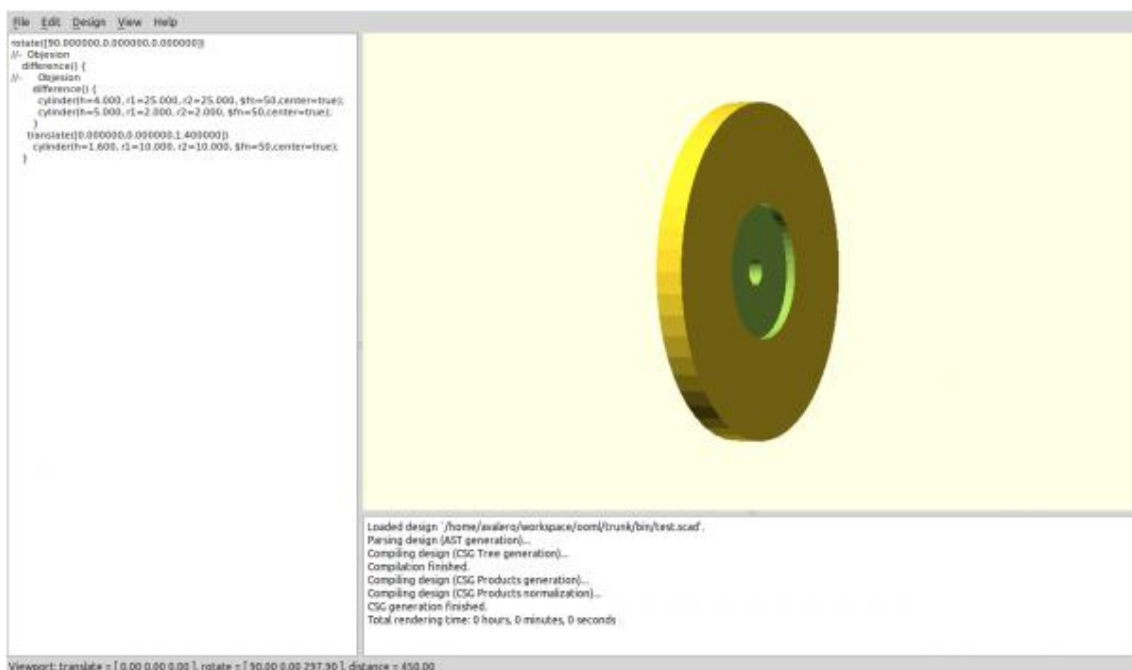 File Edit Design View Help
rotate([90.000000,0.000000,0.000000])
//- Objesion
difference() {
//- Objesion
difference() {
cylinder(h=4.000, r1=25.000, r2=25.000, $fn=50,center=true);
cylinder(h=5.000, r1=2.000, r2=2.000, $fn=50,center=true);
}
translate([0.000000,0.000000,1.400000])
cylinder(h=1.600, r1=10.000, r2=10.000, $fn=50,center=true);
}
Loaded design '/home/avalero/workspace/ooml/trunk/bin/test.scad'.
Parsing design (AST generation)...
Compiling design (CSG Tree generation)...
Compilation finished.
Compiling design (CSG Products generation)...
Compiling design (CSG Products normalization)...
CSG generation finished.
Total rendering time: 0 hours, 0 minutes, 0 seconds
Viewport: translate = [ 0.00 0.00 0.00 ], rotate = [ 90.00 0.00 297.90 ], distance = 450.00